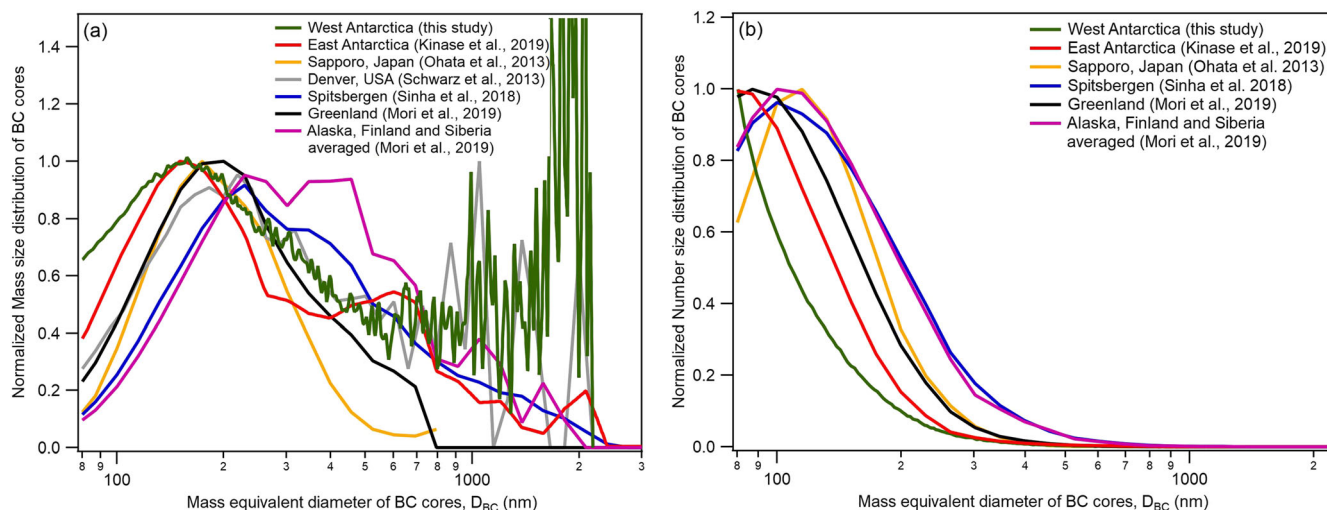 (a)
West Antarctica (this study)
East Antarctica (Kinase et al., 2019)
Sapporo, Japan (Ohata et al. 2013)
Denver, USA (Schwarz et al. 2013)
Spitsbergen (Sinha et al. 2018)
Greenland (Mori et al., 2019)
Alaska, Finland and Siberia
averaged (Mori et al., 2019)
Normalized Mass size distribution of BC cores
1.4
1.2
1.0
0.8
0.6
0.4
0.2
0.0
8 9 100 2 3 4 5 6 7 8 9 1000 2 3
Mass equivalent diameter of BC cores, DBC (nm)
(b)
West Antarctica (this study)
East Antarctica (Kinase et al., 2019)
Sapporo, Japan (Ohata et al. 2013)
Spitsbergen (Sinha et al. 2018)
Greenland (Mori et al., 2019)
Alaska, Finland and Siberia
averaged (Mori et al., 2019)
Normalized Number size distribution of BC cores
1.2
1.0
0.8
0.6
0.4
0.2
0.0
8 9 100 2 3 4 5 6 7 8 9 1000 2
Mass equivalent diameter of BC cores, DBC (nm)